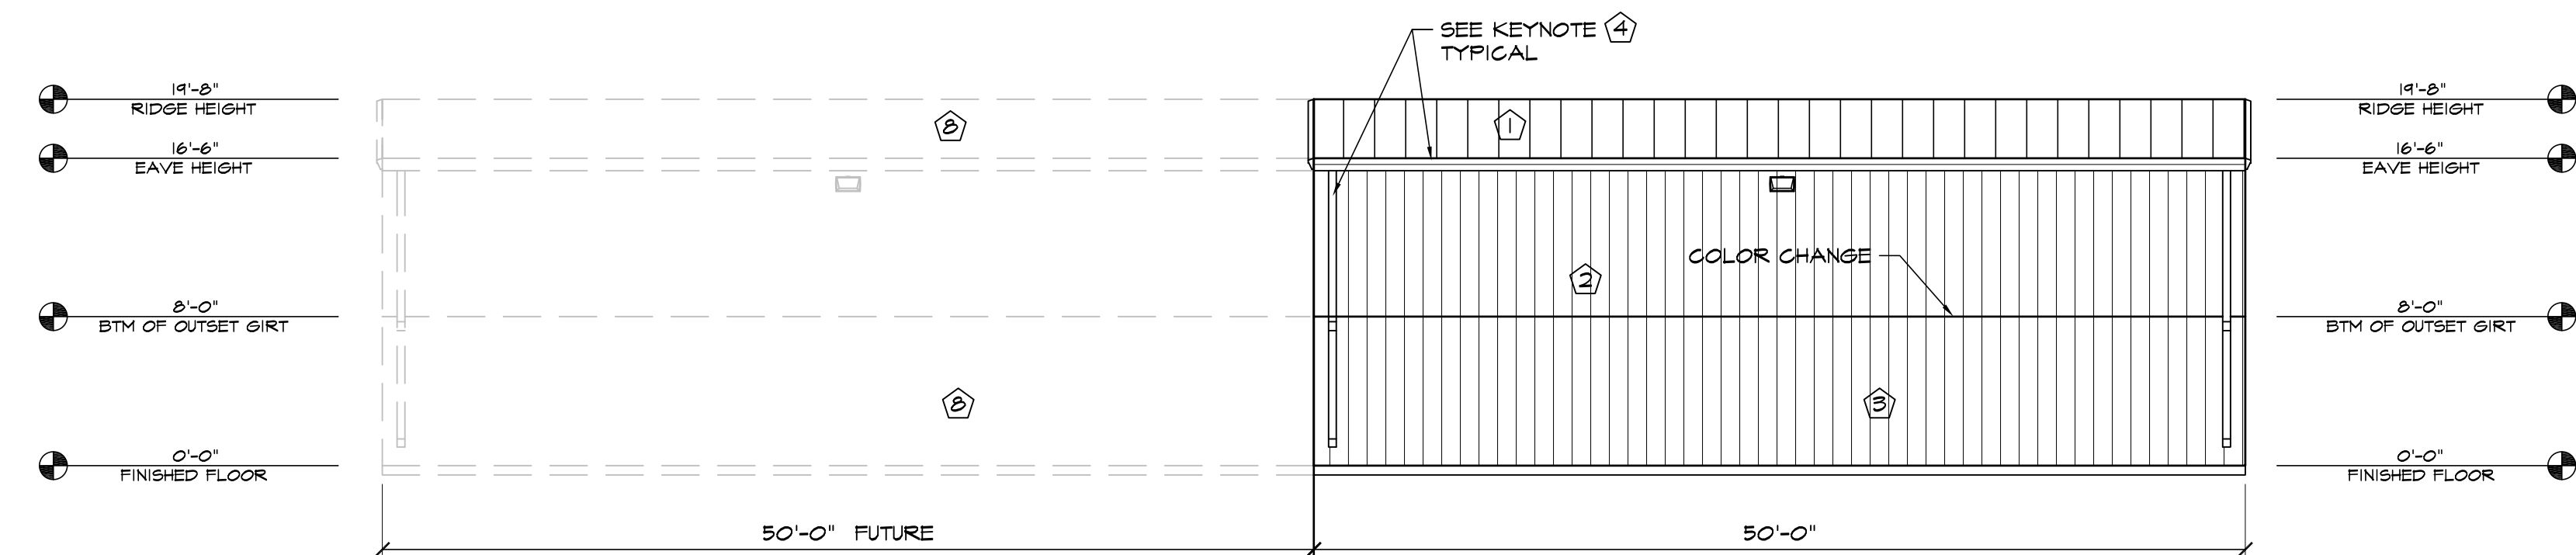 SEE KEYNOTE 4
TYPICAL
19'-8"
RIDGE HEIGHT
16'-6"
EAVE HEIGHT
8'-0"
BTM OF OUTSET GIRT
0'-0"
FINISHED FLOOR
8
8
1
2
COLOR CHANGE
3
19'-8"
RIDGE HEIGHT
16'-6"
EAVE HEIGHT
8'-0"
BTM OF OUTSET GIRT
0'-0"
FINISHED FLOOR
50'-0" FUTURE
50'-0"